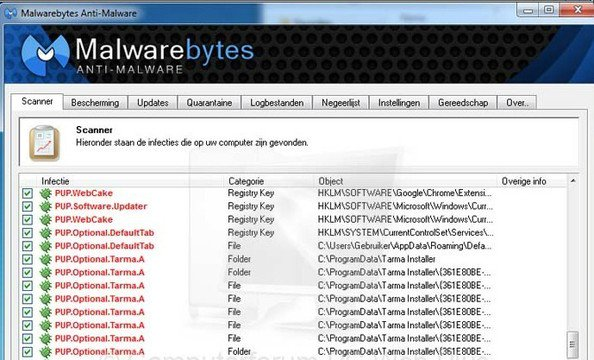 Malwarebytes Anti-Malware
Malwarebytes
ANTI-MALWARE
Scanner Bescherming Updates Quarantaine Logbestanden Negeerlijst Instellingen Gereedschap Over..
Scanner
Hieronder staan de infecties die op uw computer zijn gevonden.
Infectie Categorie Object Overige info
PUP.WebCake Registry Key HKLM\SOFTWARE\Google\Chrome\Extensi...
PUP.Software.Updater Registry Key HKLM\SOFTWARE\Microsoft\Windows\Curr...
PUP.WebCake Registry Key HKLM\SOFTWARE\Microsoft\Windows\Curr...
PUP.Optional.DefaultTab Registry Key HKLM\SYSTEM\CurrentControlSet\Services\...
PUP.Optional.DefaultTab File C:\Users\Gebruiker\AppData\Roaming\Defa...
PUP.Optional.Tarma.A Folder C:\ProgramData\Tarma Installer
PUP.Optional.Tarma.A Folder C:\ProgramData\Tarma Installer\{361E80BE-...
PUP.Optional.Tarma.A File C:\ProgramData\Tarma Installer\{361E80BE-...
PUP.Optional.Tarma.A File C:\ProgramData\Tarma Installer\{361E80BE-...
PUP.Optional.Tarma.A File C:\ProgramData\Tarma Installer\{361E80BE-...
PUP.Optional.Tarma.A File C:\ProgramData\Tarma Installer\{361E80BE-...
PUP.Optional.Tarma.A File C:\ProgramData\Tarma Installer\{361E80BE-...
PUP.Optional.Tarma.A Folder C:\ProgramData\Tarma Installer\{361E80BE-...